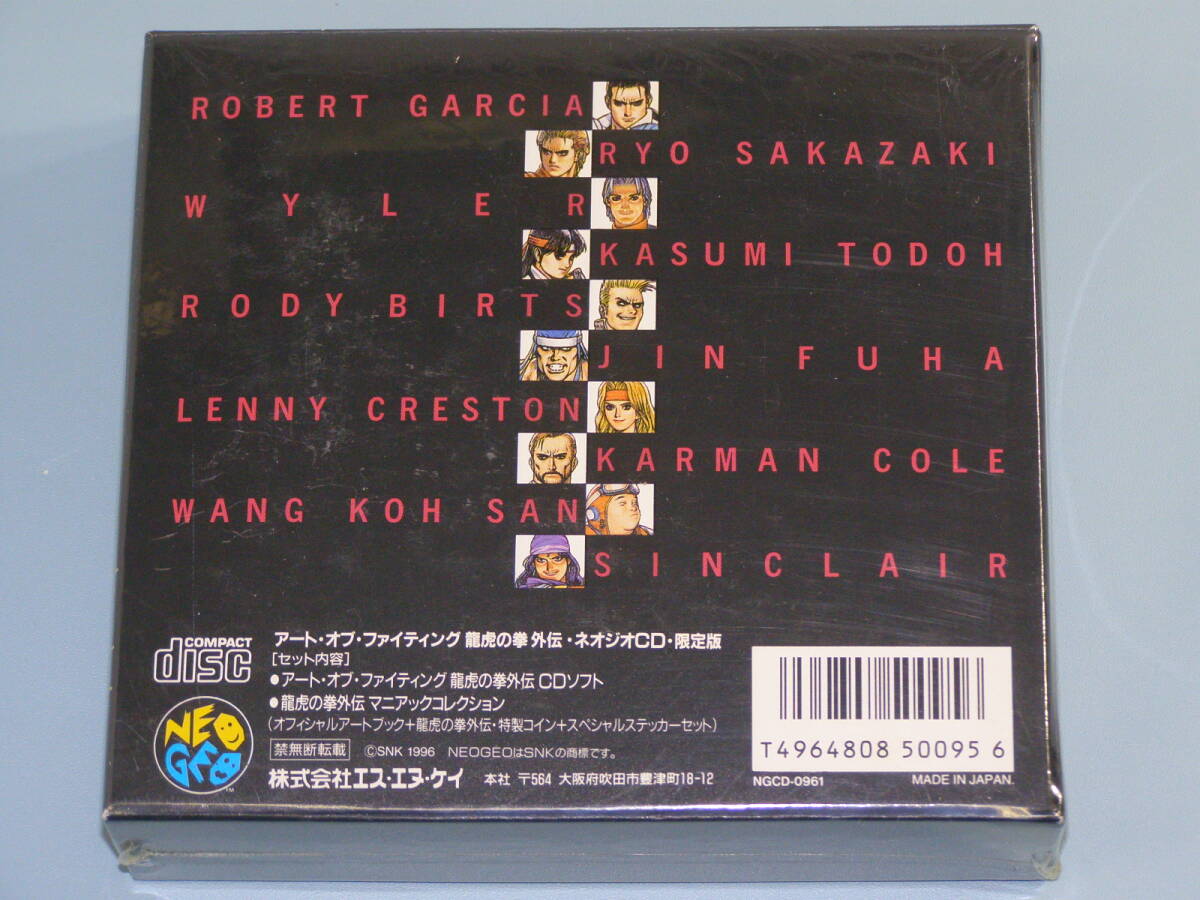 ROBERT GARCIA
RYO SAKAZAKI
WYLER
KASUMI TODOH
RODY BIRTS
JIN FUHA
LENNY CRESTON
KARMAN COLE
WANG KOH SAN
SINCLAIR
COMPACT
disc
アート・オブ・ファイティング 龍虎の拳 外伝・ネオジオCD・限定版
[セット内容]
●アート・オブ・ファイティング 龍虎の拳外伝 CDソフト
●龍虎の拳外伝 マニアックコレクション
(オフィシャルアートブック+龍虎の拳外伝・特製コイン+スペシャルステッカーセット)
NEO
GEO
TM
禁無断転載 ©SNK 1996 NEOGEOはSNKの商標です。
株式会社エス・エヌ・ケイ 本社 〒564 大阪府吹田市豊津町18-12
T4964808 50095 6
NGCD-0961 MADE IN JAPAN.